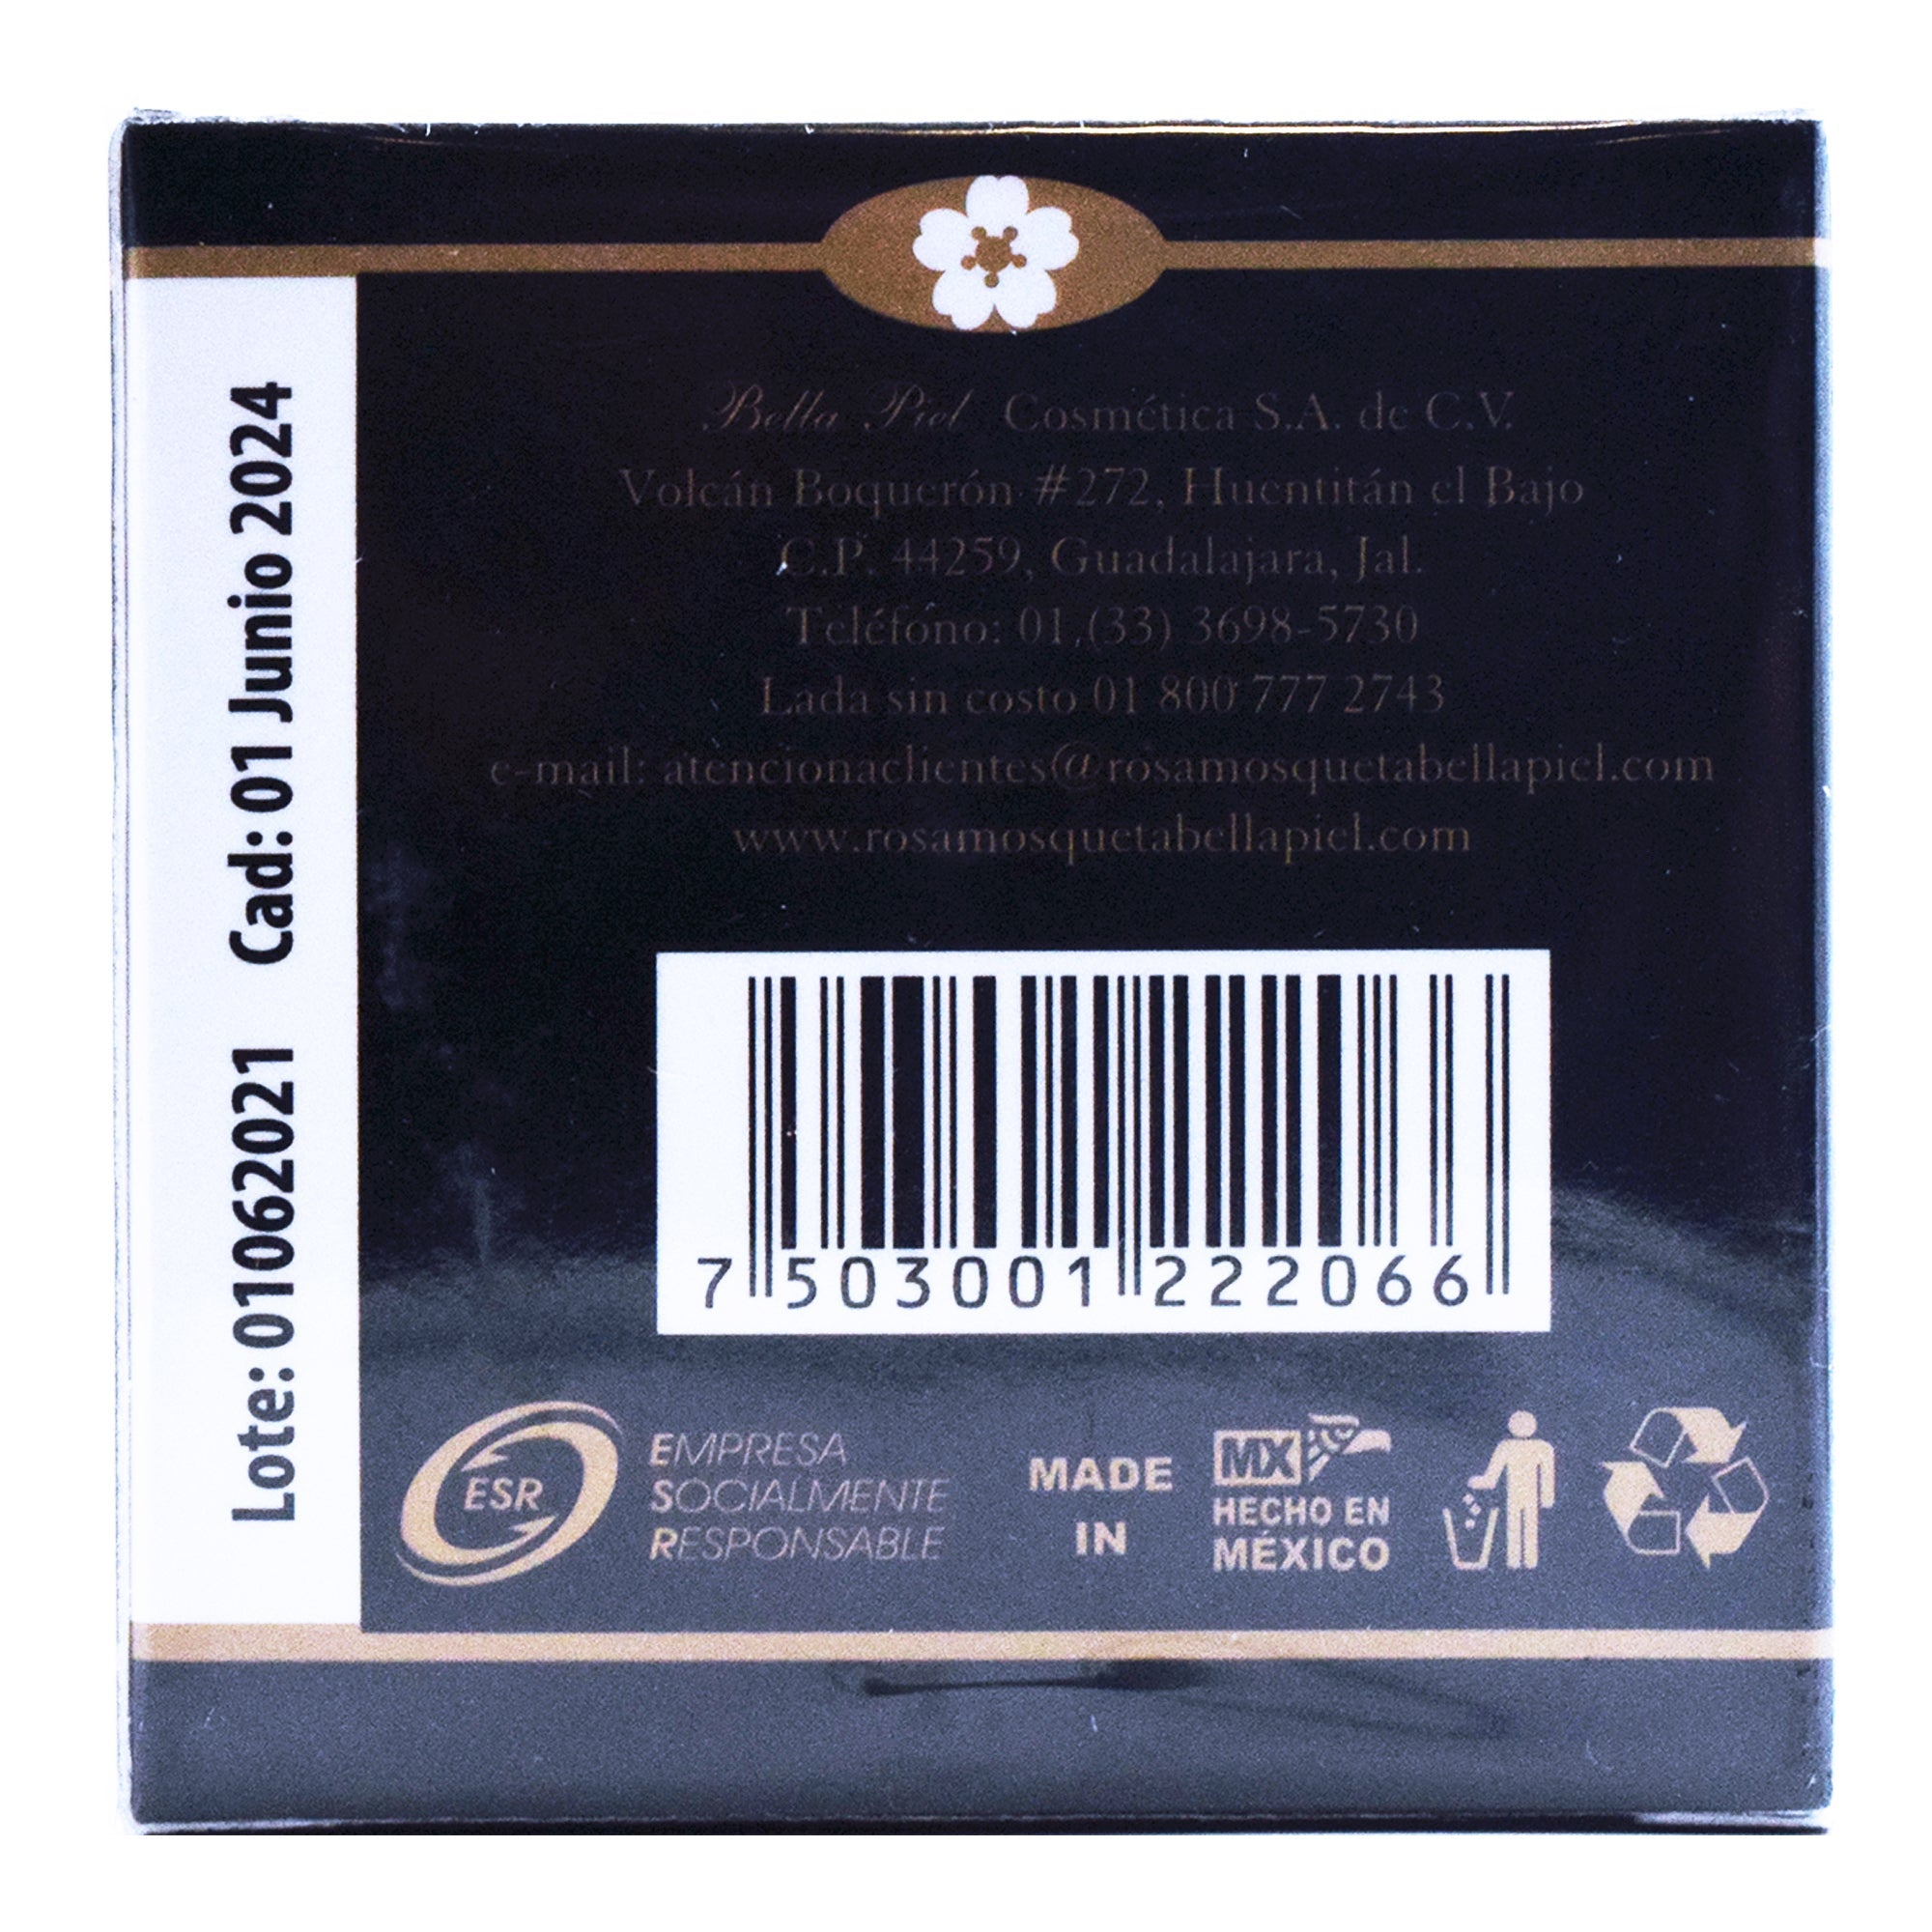 Lote: 01062021 Cad: 01 Junio 2024
Bella Piel Cosmética S.A. de C.V.
Volcán Boquerón #272, Huentitán el Bajo
C.P. 44259, Guadalajara, Jal.
Teléfono: 01 (33) 3698-5730
Lada sin costo 01 800 777 2743
e-mail: atencionaclientes@rosamosquetabellapiel.com
www.rosamosquetabellapiel.com
7 503001 222066
ESR
EMPRESA
SOCIALMENTE
RESPONSABLE
MADE
IN
MX
HECHO EN
MÉXICO